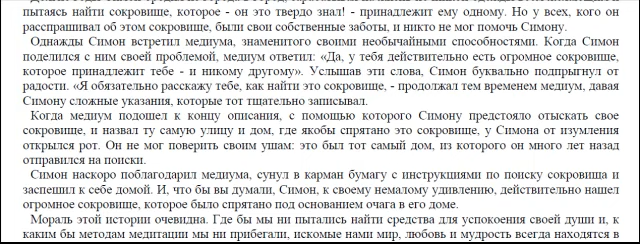 пытаясь найти сокровище, которое - он это твердо знал! - принадлежит ему одному. Но у всех, кого он
расспрашивал об этом сокровище, были свои собственные заботы, и никто не мог помочь Симону.
Однажды Симон встретил медиума, знаменитого своими необычайными способностями. Когда Симон
поделился с ним своей проблемой, медиум ответил: «Да, у тебя действительно есть огромное сокровище,
которое принадлежит тебе - и никому другому». Услышав эти слова, Симон буквально подпрыгнул от
радости. «Я обязательно расскажу тебе, как найти это сокровище, - продолжал тем временем медиум, давая
Симону сложные указания, которые тот тщательно записывал.
Когда медиум подошел к концу описания, с помощью которого Симону предстояло отыскать свое
сокровище, и назвал ту самую улицу и дом, где якобы спрятано это сокровище, у Симона от изумления
открылся рот. Он не мог поверить своим ушам: это был тот самый дом, из которого он много лет назад
отправился на поиски.
Симон наскоро поблагодарил медиума, сунул в карман бумагу с инструкциями по поиску сокровища и
заспешил к себе домой. И, что бы вы думали, Симон, к своему немалому удивлению, действительно нашел
огромное сокровище, которое было спрятано под основанием очага в его доме.
Мораль этой истории очевидна. Где бы мы ни пытались найти средства для успокоения своей души и, к
каким бы методам медитации мы ни прибегали, искомые нами мир, любовь и мудрость всегда находятся в